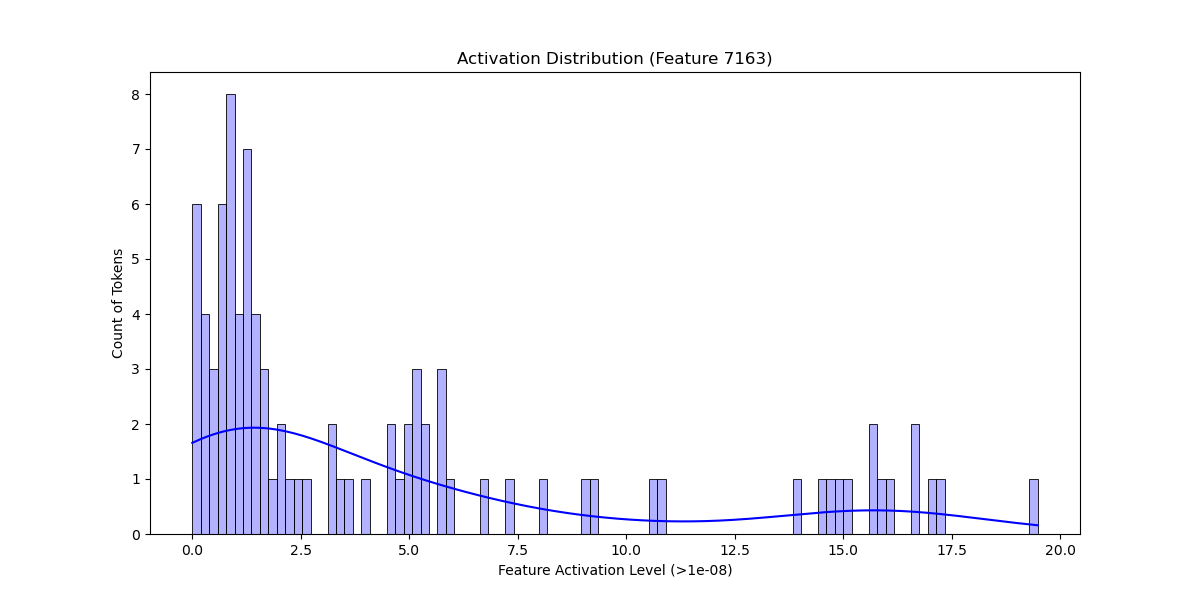 Activation Distribution (Feature 7163)
8
7
6
5
4
3
2
1
0
Count of Tokens
0.0 2.5 5.0 7.5 10.0 12.5 15.0 17.5 20.0
Feature Activation Level (>1e-08)